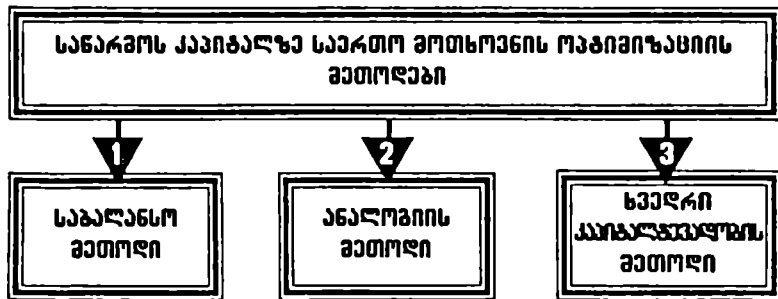 საწარმოს კაპიტალზე საერთო მოთხოვნის ოპტიმიზაციის
მეთოდები
1
2
3
საბალანსო
მეთოდი
ანალოგიის
მეთოდი
ხვედრი
კაპიტალტევადობის
მეთოდი